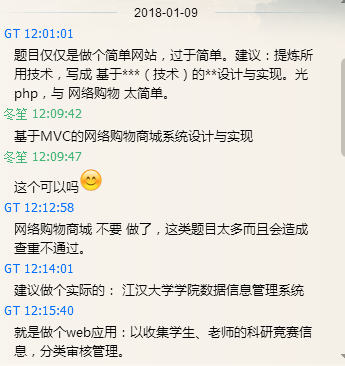 2018-01-09
GT 12:01:01
题目仅仅是做个简单网站，过于简单。建议：提炼所
用技术，写成 基于***（技术）的**设计与实现。光
php，与 网络购物 太简单。
冬笙 12:09:42
基于MVC的网络购物商城系统设计与实现
冬笙 12:09:47
这个可以吗
GT 12:12:58
网络购物商城 不要 做了，这类题目太多而且会造成
查重不通过。
GT 12:14:01
建议做个实际的： 江汉大学学院数据信息管理系统
GT 12:15:40
就是做个web应用：以收集学生、老师的科研竞赛信
息，分类审核管理。